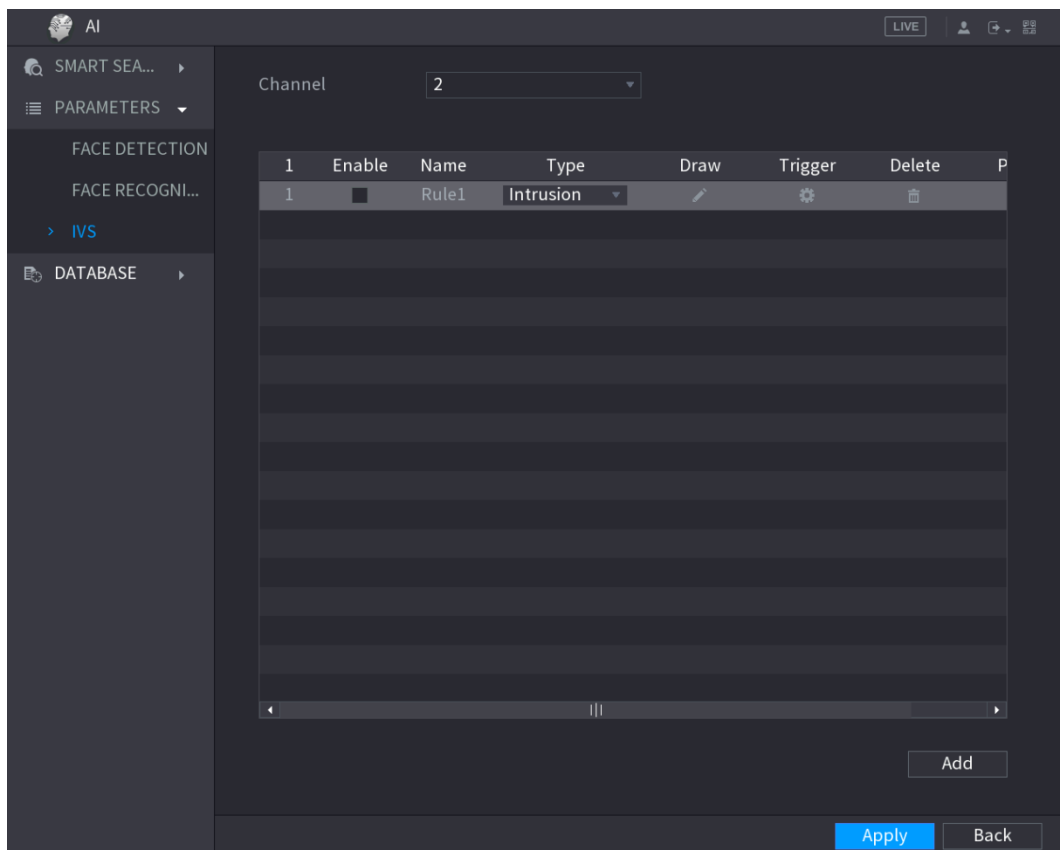 AI
LIVE
SMART SEA...
Channel
2
PARAMETERS
FACE DETECTION
1 Enable Name Type Draw Trigger Delete P
FACE RECOGNI...
1 Rule1 Intrusion
IVS
DATABASE
Add
Apply Back